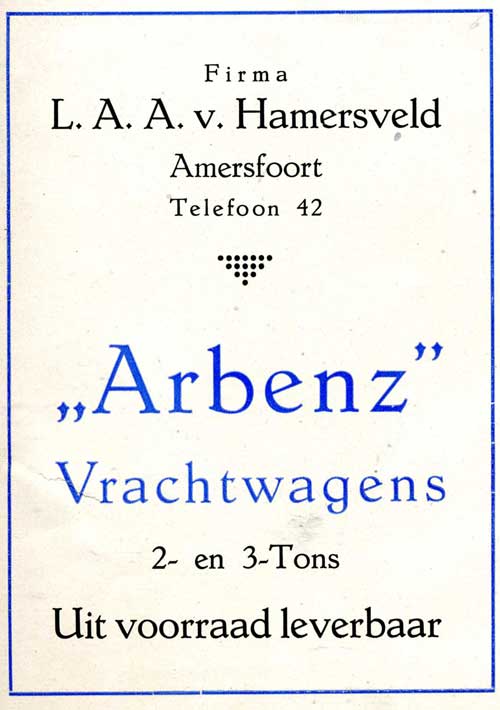 Firma
L. A. A. v. Hamersveld
Amersfoort
Telefoon 42
„Arbenz”
Vrachtwagens
2- en 3-Tons
Uit voorraad leverbaar